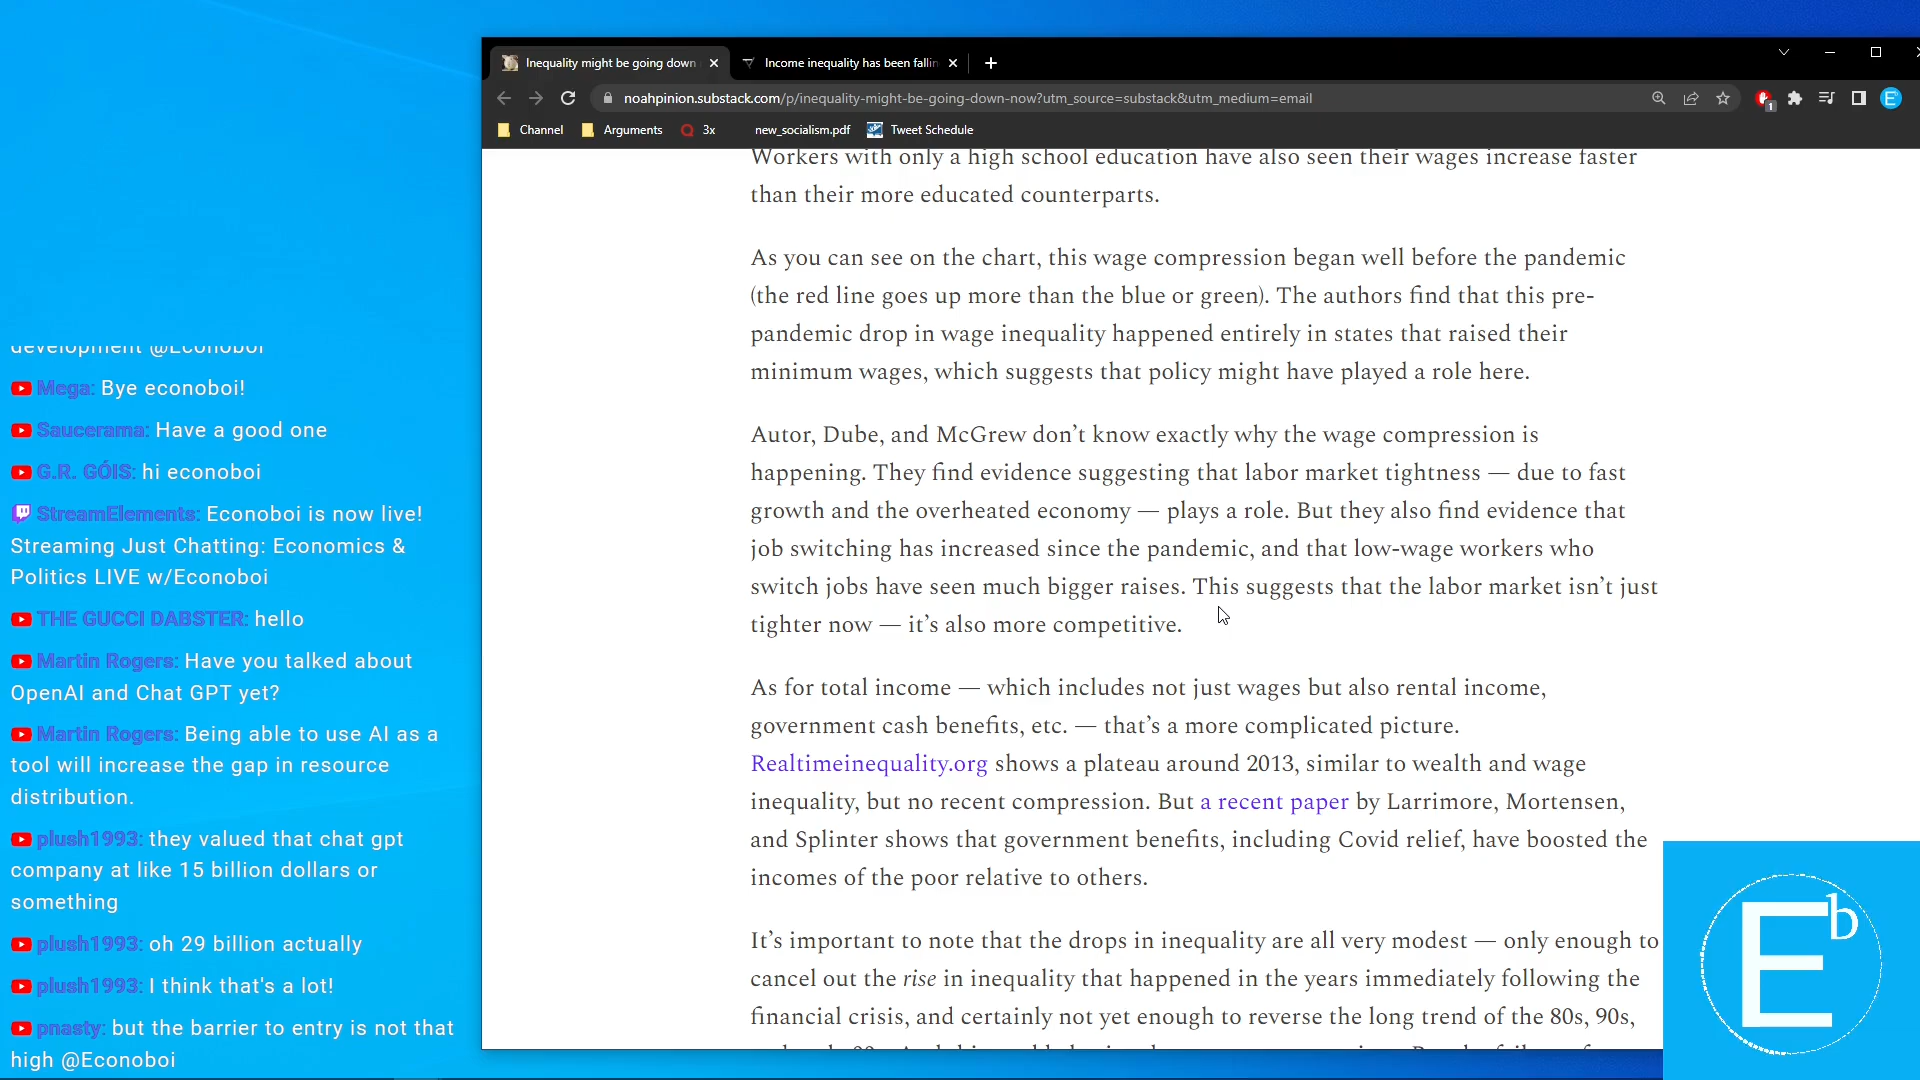 Inequality might be going down
Income inequality has been fallin
noahpinion.substack.com/p/inequality-might-be-going-down-now?utm_source=substack&utm_medium=email
1
E
Channel
Arguments
3x
new_socialism.pdf
Tweet Schedule
development @Econoboi
Mega: Bye econoboi!
Saucerama: Have a good one
G.R. GÓIS: hi econoboi
StreamElements: Econoboi is now live!
Streaming Just Chatting: Economics &
Politics LIVE w/Econoboi
THE GUCCI DABSTER: hello
Martin Rogers: Have you talked about
OpenAI and Chat GPT yet?
Martin Rogers: Being able to use AI as a
tool will increase the gap in resource
distribution.
plush1993: they valued that chat gpt
company at like 15 billion dollars or
something
plush1993: oh 29 billion actually
plush1993: I think that's a lot!
pnasty: but the barrier to entry is not that
high @Econoboi
Workers with only a high school education have also seen their wages increase faster
than their more educated counterparts.
As you can see on the chart, this wage compression began well before the pandemic
(the red line goes up more than the blue or green). The authors find that this pre-
pandemic drop in wage inequality happened entirely in states that raised their
minimum wages, which suggests that policy might have played a role here.
Autor, Dube, and McGrew don't know exactly why the wage compression is
happening. They find evidence suggesting that labor market tightness — due to fast
growth and the overheated economy — plays a role. But they also find evidence that
job switching has increased since the pandemic, and that low-wage workers who
switch jobs have seen much bigger raises. This suggests that the labor market isn't just
tighter now — it's also more competitive.
As for total income — which includes not just wages but also rental income,
government cash benefits, etc. — that's a more complicated picture.
Realtimeinequality.org shows a plateau around 2013, similar to wealth and wage
inequality, but no recent compression. But a recent paper by Larrimore, Mortensen,
and Splinter shows that government benefits, including Covid relief, have boosted the
incomes of the poor relative to others.
It's important to note that the drops in inequality are all very modest — only enough to
cancel out the rise in inequality that happened in the years immediately following the
financial crisis, and certainly not yet enough to reverse the long trend of the 80s, 90s,
Eb